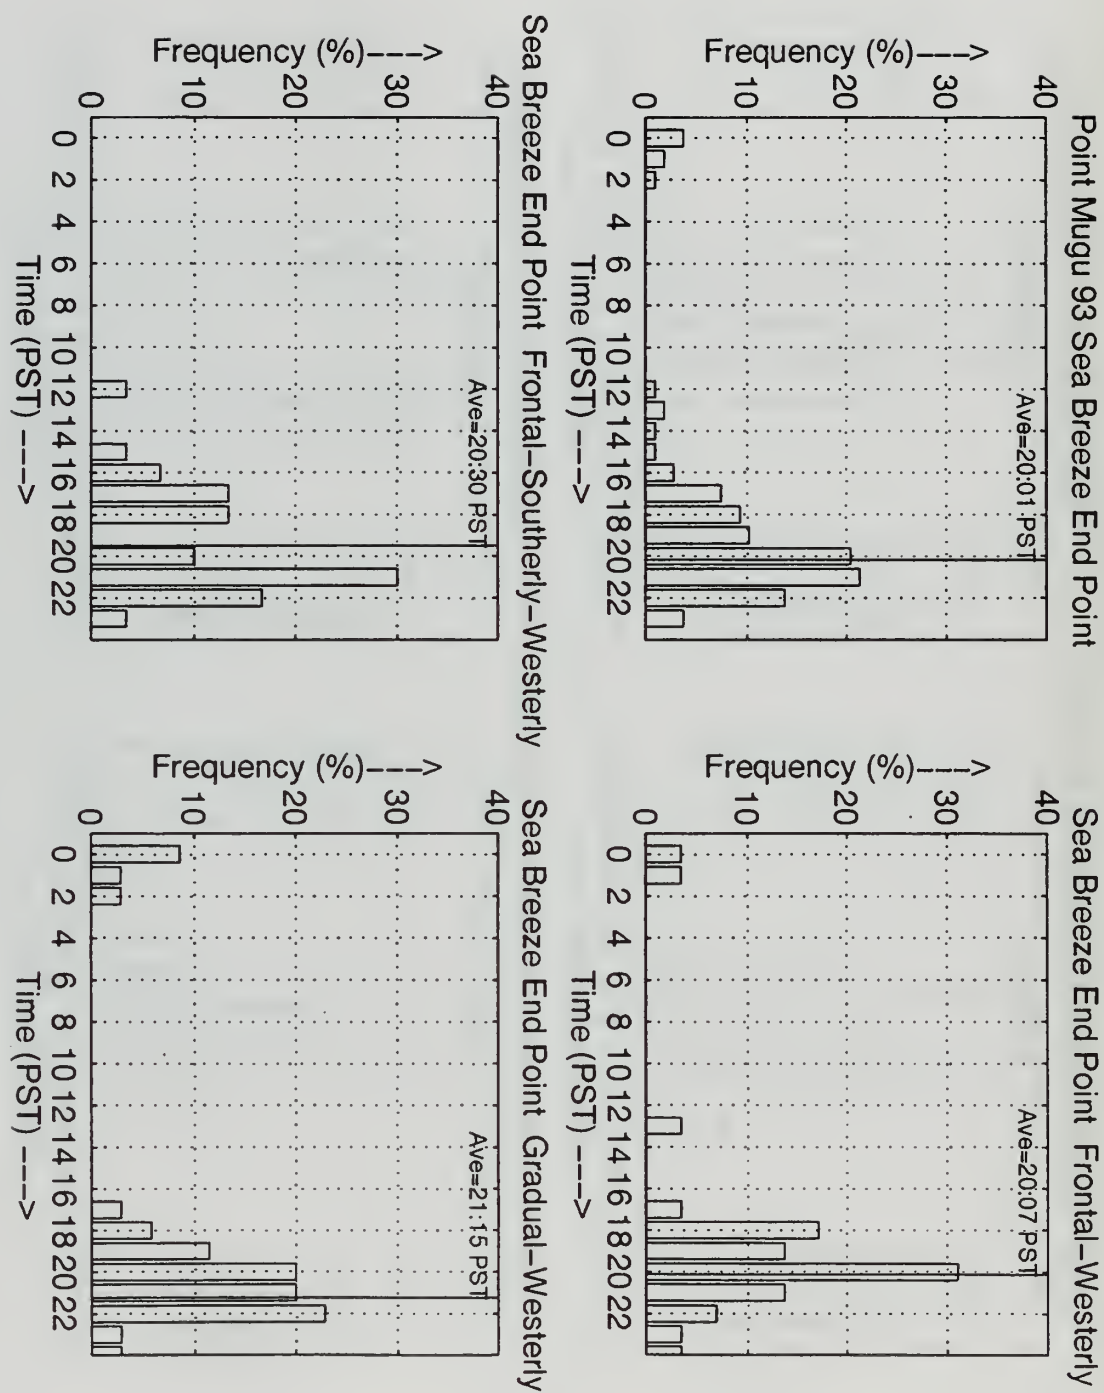 Point Mugu 93 Sea Breeze End Point
Frequency (%)---->
40
30
20
10
0
Ave=20:01 PST
0 2 4 6 8 10 12 14 16 18 20 22
Time (PST) ---->
Sea Breeze End Point Frontal-Westerly
Frequency (%)---->
40
30
20
10
0
Ave=20:07 PST
0 2 4 6 8 10 12 14 16 18 20 22
Time (PST) ---->
Sea Breeze End Point Frontal-Southerly-Westerly
Frequency (%)---->
40
30
20
10
0
Ave=20:30 PST
0 2 4 6 8 10 12 14 16 18 20 22
Time (PST) ---->
Sea Breeze End Point Gradual-Westerly
Frequency (%)---->
40
30
20
10
0
Ave=21:15 PST
0 2 4 6 8 10 12 14 16 18 20 22
Time (PST) ---->